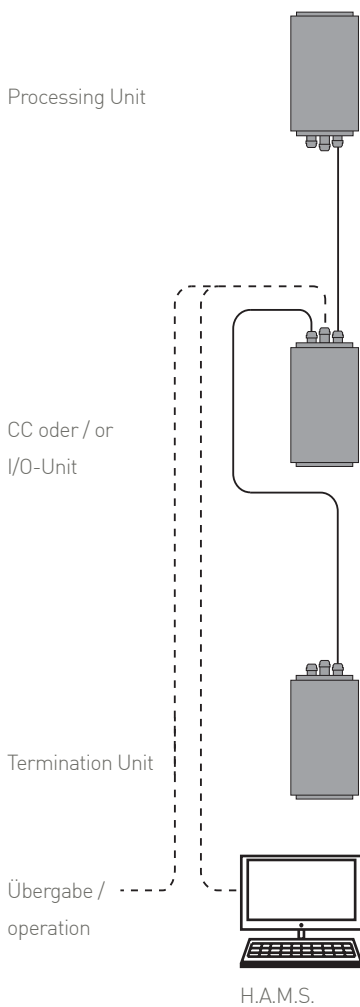 Processing Unit
CC oder / or
I/O-Unit
Termination Unit
Übergabe /
operation
H.A.M.S.